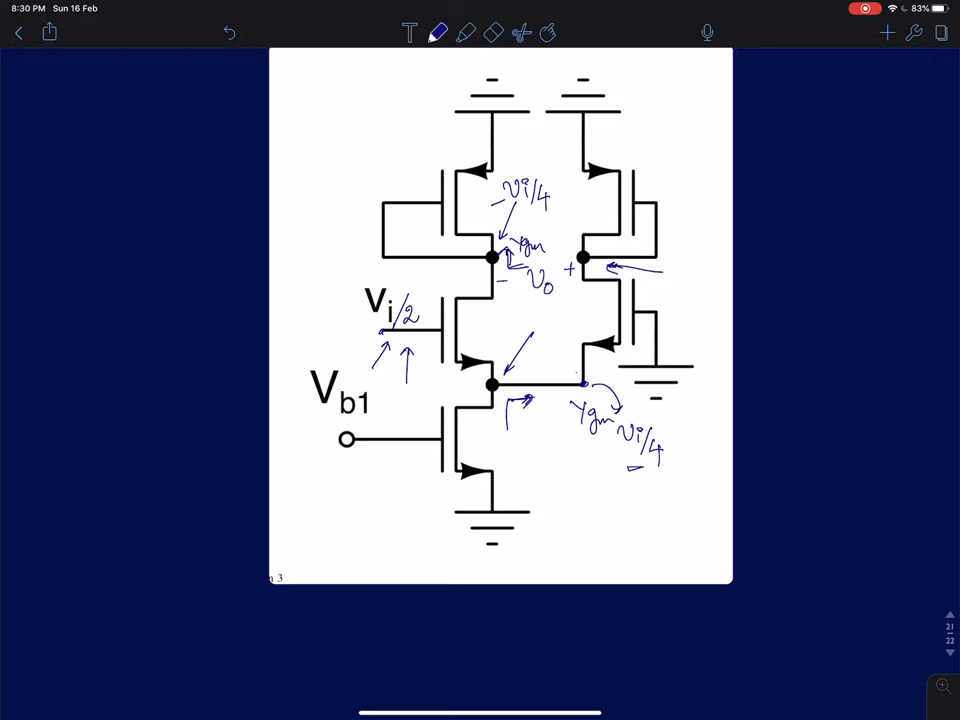 8:30 PM Sun 16 Feb
83%
T
-Vi/4
1/gm
- Vo +
Vi/2
Vb1
1/gm Vi/4
n 3
21
22